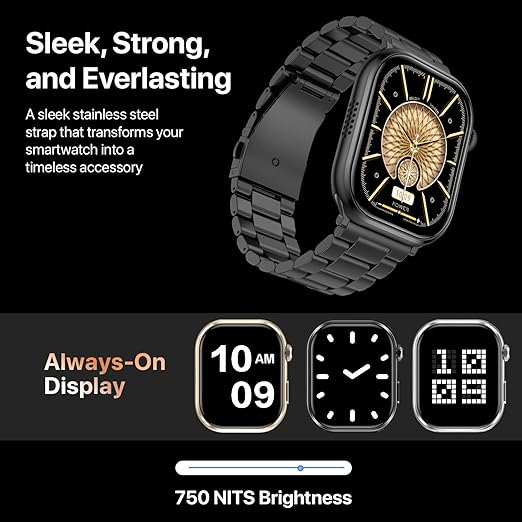 Sleek, Strong,
and Everlasting
A sleek stainless steel
strap that transforms your
smartwatch into a
timeless accessory
POWER
Always-On
Display
10 AM
09
10
09
750 NITS Brightness